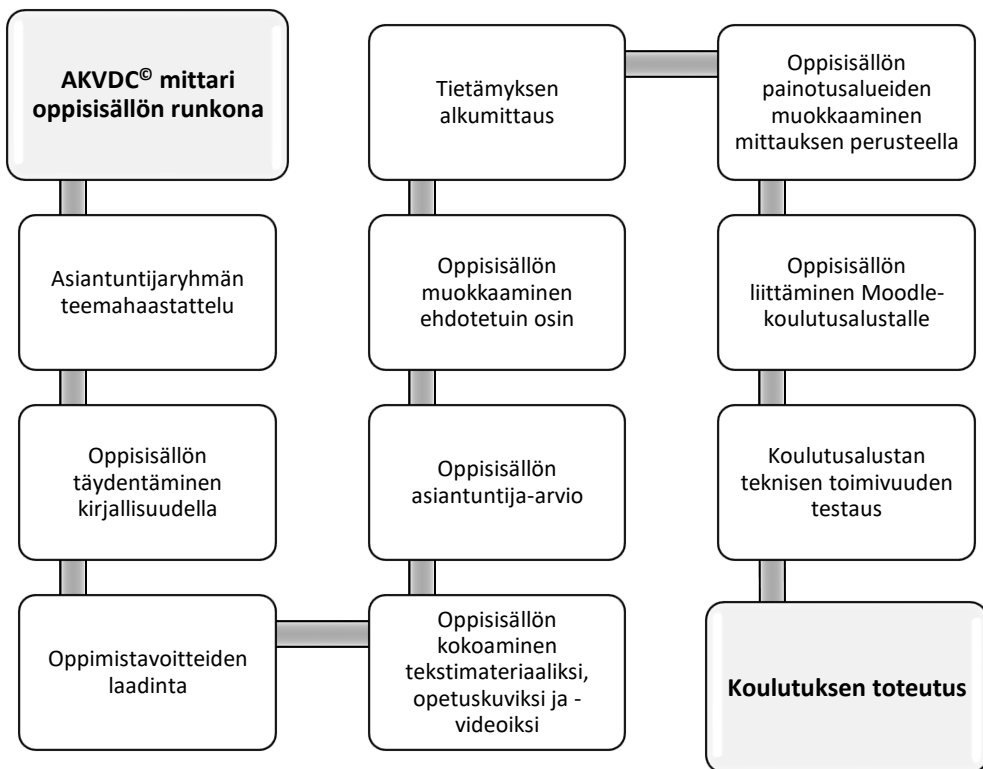 AKVDC© mittari
oppisisällön runkona
Asiantuntijaryhmän
teemahaastattelu
Oppisisällön
täydentäminen
kirjallisuudella
Oppimistavoitteiden
laadinta
Oppisisällön
kokoaminen
tekstimateriaaliksi,
opetuskuviksi ja -
videoiksi
Oppisisällön
asiantuntija-arvio
Oppisisällön
muokkaaminen
ehdotetuin osin
Tietämyksen
alkumittaus
Oppisisällön
painotusalueiden
muokkaaminen
mittauksen perusteella
Oppisisällön
liittäminen Moodle-
koulutusalustalle
Koulutusalustan
teknisen toimivuuden
testaus
Koulutuksen toteutus